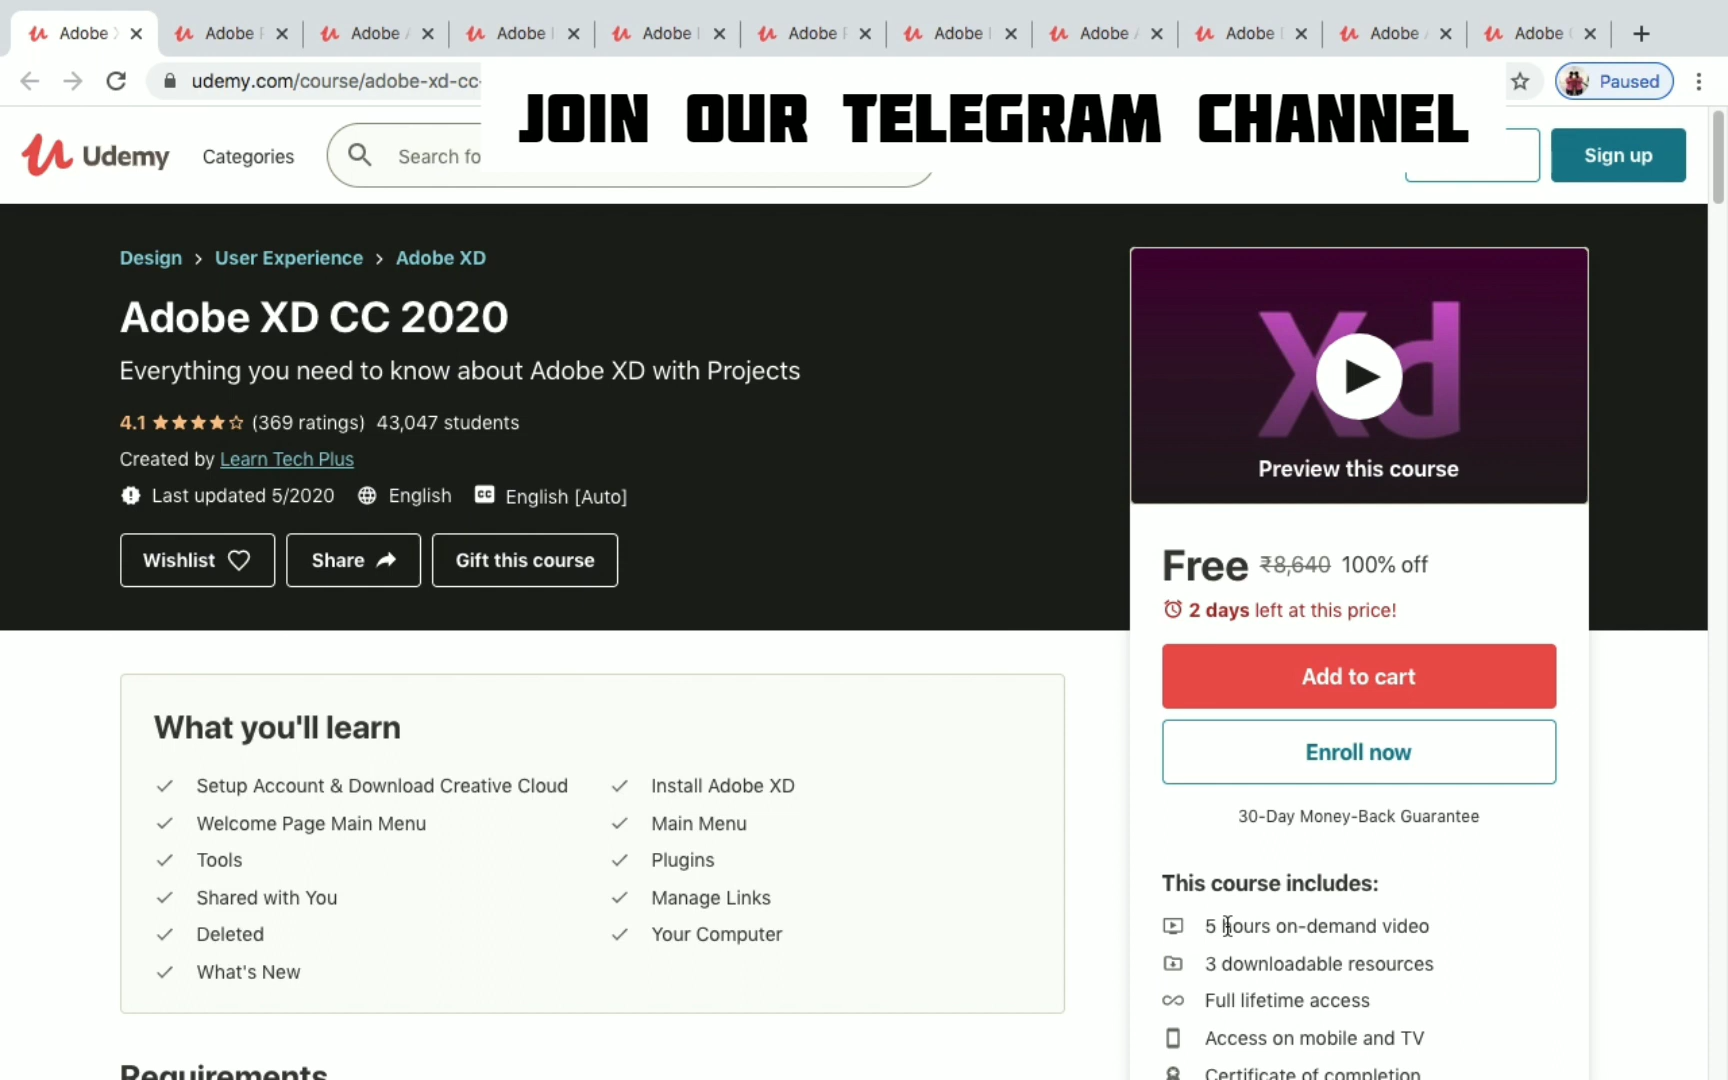 Adobe
Adobe
Adobe
Adobe
Adobe
Adobe
Adobe
Adobe
Adobe
Adobe
Adobe
udemy.com/course/adobe-xd-cc-
Paused
JOIN OUR TELEGRAM CHANNEL
Udemy
Categories
Search fo
Sign up
Design > User Experience > Adobe XD
Adobe XD CC 2020
Everything you need to know about Adobe XD with Projects
4.1 (369 ratings) 43,047 students
Created by Learn Tech Plus
Last updated 5/2020 English CC English [Auto]
Wishlist
Share
Gift this course
Xd
Preview this course
Free ₹8,640 100% off
2 days left at this price!
Add to cart
Enroll now
30-Day Money-Back Guarantee
This course includes:
5 hours on-demand video
3 downloadable resources
Full lifetime access
Access on mobile and TV
Certificate of completion
What you'll learn
Setup Account & Download Creative Cloud
Install Adobe XD
Welcome Page Main Menu
Main Menu
Tools
Plugins
Shared with You
Manage Links
Deleted
Your Computer
What's New
Requirements